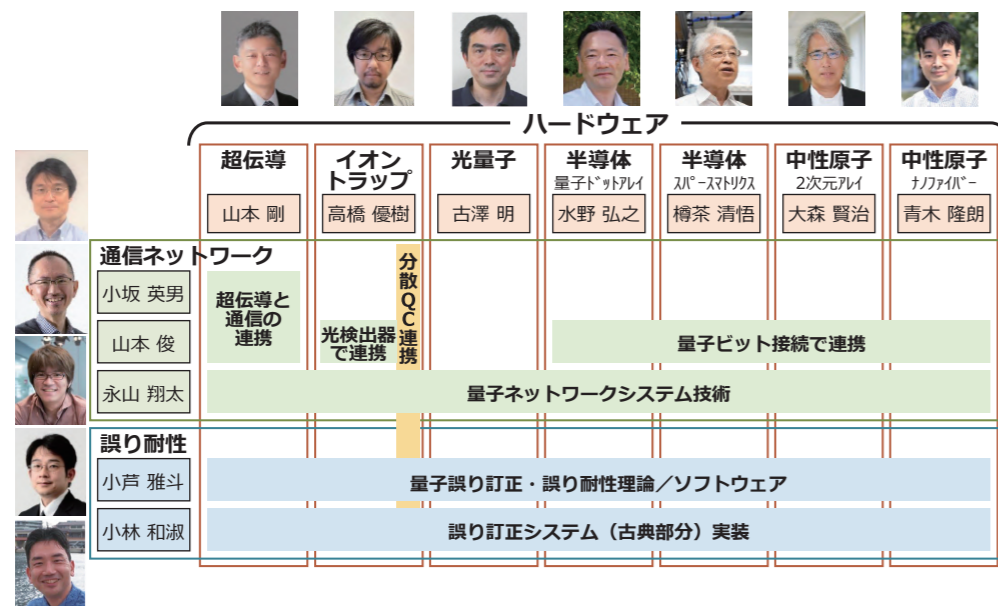 ハードウェア
超伝導
山本 剛
イオン
トラップ
高橋 優樹
光量子
古澤 明
半導体
量子ﾄﾞｯﾄｱﾚｲ
水野 弘之
半導体
ｽﾊﾟｰｽﾏﾄﾘｸｽ
樽茶 清悟
中性原子
2次元ｱﾚｲ
大森 賢治
中性原子
ﾅﾉﾌｧｲﾊﾞｰ
青木 隆朗
通信ネットワーク
小坂 英男
山本 俊
永山 翔太
超伝導と
通信の
連携
光検出器
で連携
分散QC連携
量子ビット接続で連携
量子ネットワークシステム技術
誤り耐性
小芦 雅斗
量子誤り訂正・誤り耐性理論／ソフトウェア
小林 和淑
誤り訂正システム（古典部分）実装